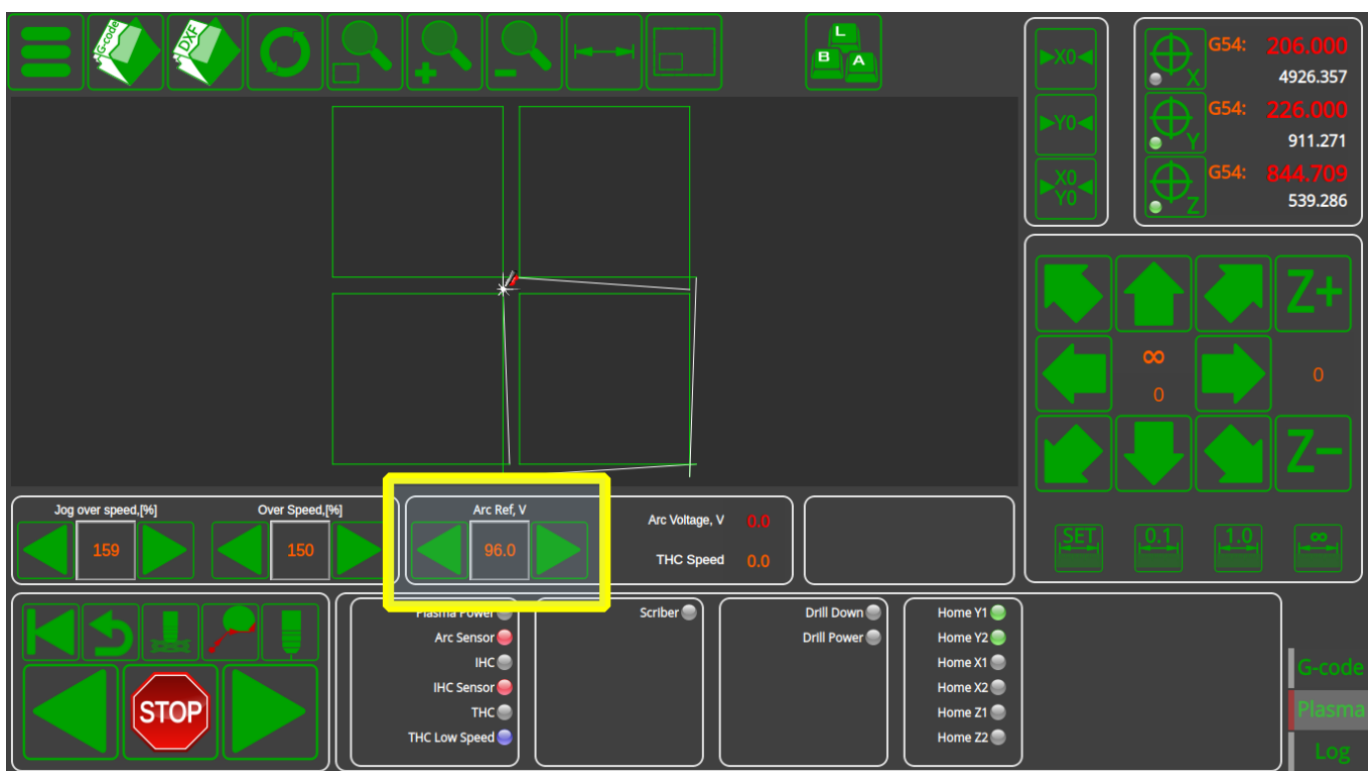 G-code
DXF
L
B A
▶X0◀
▶Y0◀
▶X0◀
Y0
X
G54: 206.000
4926.357
Y
G54: 226.000
911.271
Z
G54: 844.709
539.286
Z+
∞
0
0
Z−
SET
0.1
1.0
∞
Jog over speed,[%]
159
Over Speed,[%]
150
Arc Ref, V
96.0
Arc Voltage, V 0.0
THC Speed 0.0
STOP
Plasma Power
Arc Sensor
IHC
IHC Sensor
THC
THC Low Speed
Scriber
Drill Down
Drill Power
Home Y1
Home Y2
Home X1
Home X2
Home Z1
Home Z2
G-code
Plasma
Log